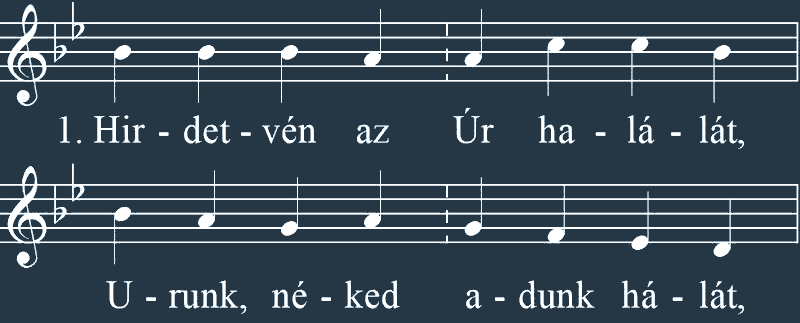 1. Hir - det - vén az Úr ha - lá - lát,
U - runk, né - ked a - dunk há - lát,